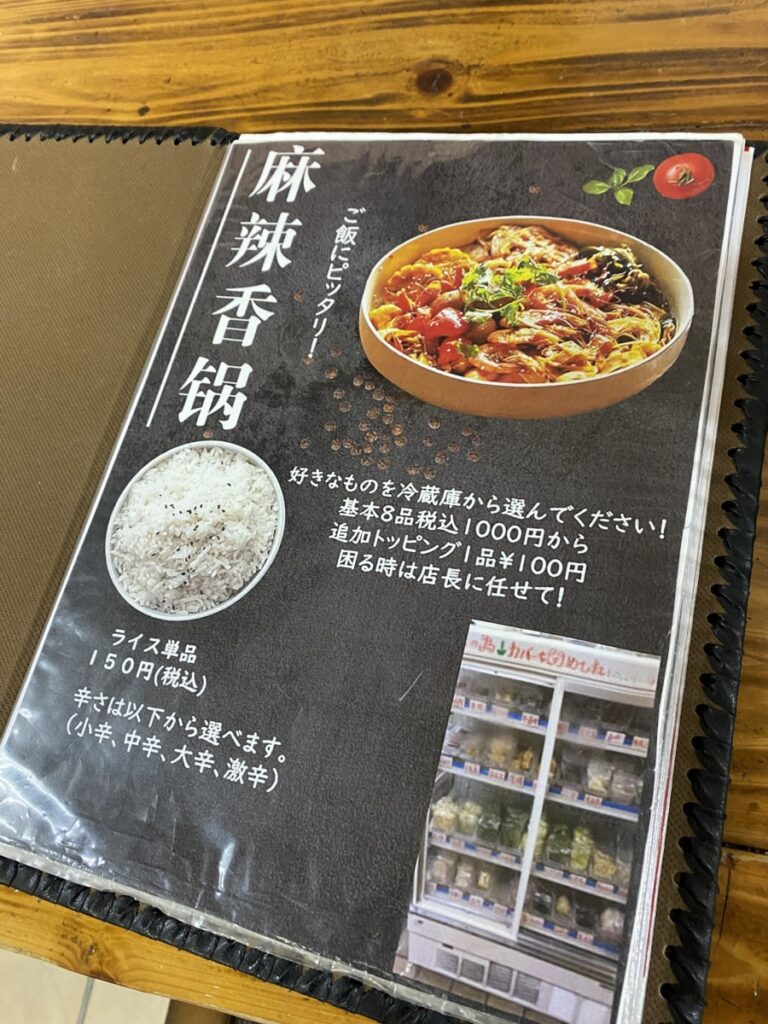 麻辣香锅
ご飯にピッタリ!
好きなものを冷蔵庫から選んでください!
基本8品税込1000円から
追加トッピング1品¥100円
困る時は店長に任せて!
ライス単品
150円(税込)
辛さは以下から選べます。
(小辛、中辛、大辛、激辛)